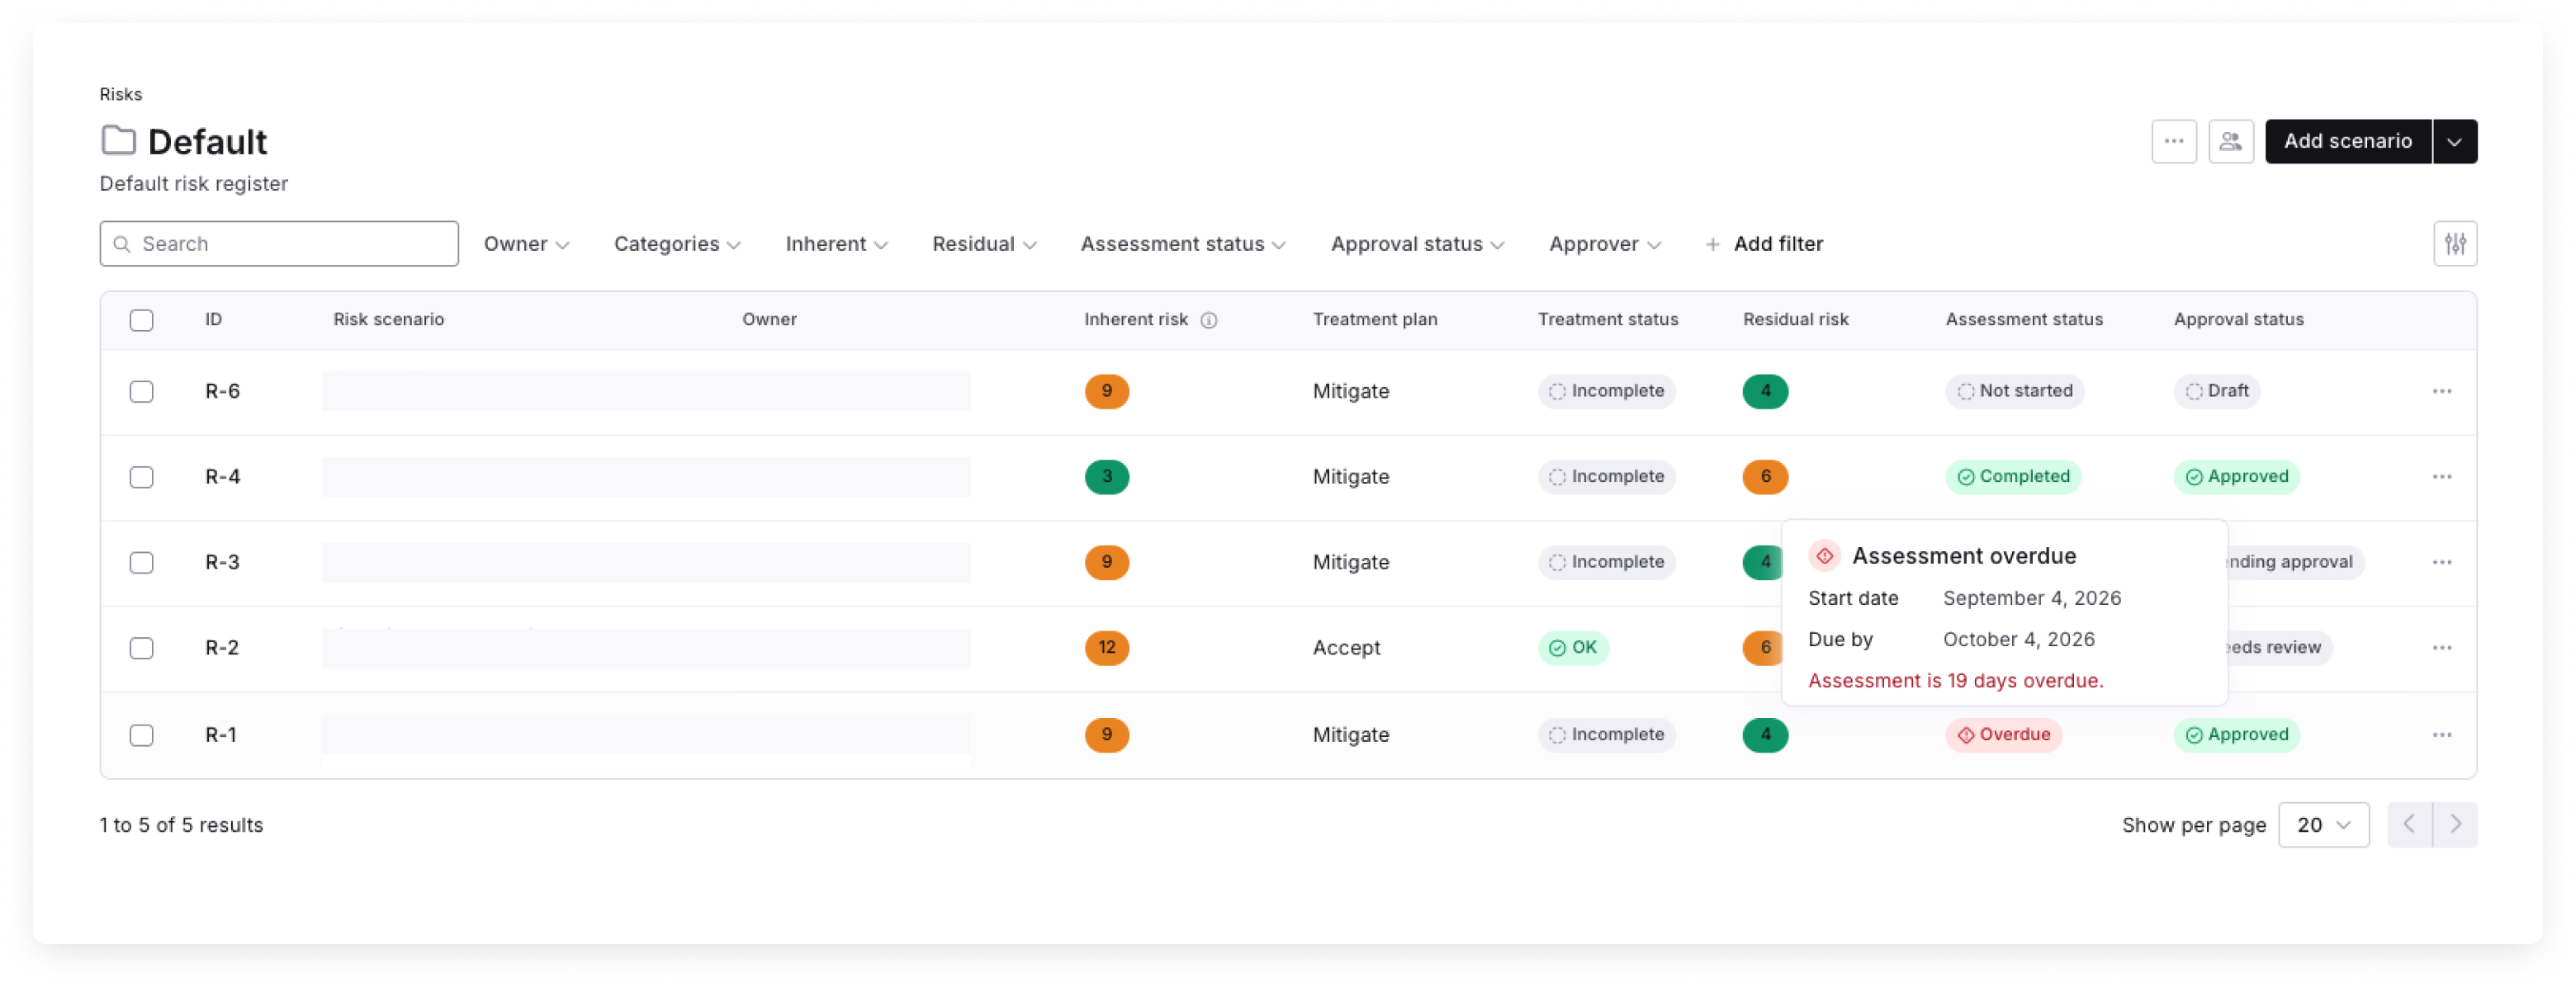 Risks
Default
Add scenario
Default risk register
Search Owner Categories Inherent Residual Assessment status Approval status Approver + Add filter
ID Risk scenario Owner Inherent risk Treatment plan Treatment status Residual risk Assessment status Approval status
R-6 9 Mitigate Incomplete 4 Not started Draft
R-4 3 Mitigate Incomplete 6 Completed Approved
R-3 9 Mitigate Incomplete 4 nding approval
R-2 12 Accept OK 6 eeds review
Assessment overdue
Start date September 4, 2026
Due by October 4, 2026
Assessment is 19 days overdue.
R-1 9 Mitigate Incomplete 4 Overdue Approved
1 to 5 of 5 results
Show per page 20